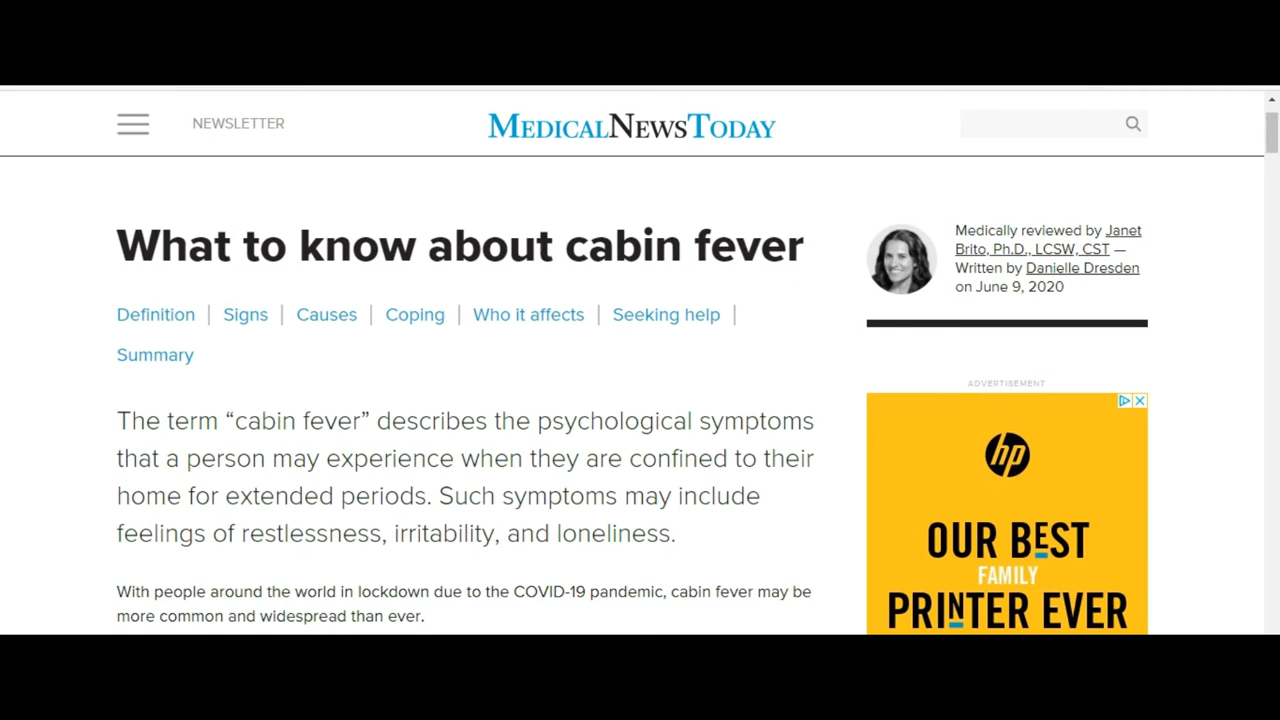 NEWSLETTER
MEDICALNEWSTODAY
What to know about cabin fever
Definition | Signs | Causes | Coping | Who it affects | Seeking help |
Summary
The term “cabin fever” describes the psychological symptoms
that a person may experience when they are confined to their
home for extended periods. Such symptoms may include
feelings of restlessness, irritability, and loneliness.
With people around the world in lockdown due to the COVID-19 pandemic, cabin fever may be
more common and widespread than ever.
Medically reviewed by Janet
Brito, Ph.D., LCSW, CST —
Written by Danielle Dresden
on June 9, 2020
ADVERTISEMENT
hp
OUR BEST
FAMILY
PRINTER EVER